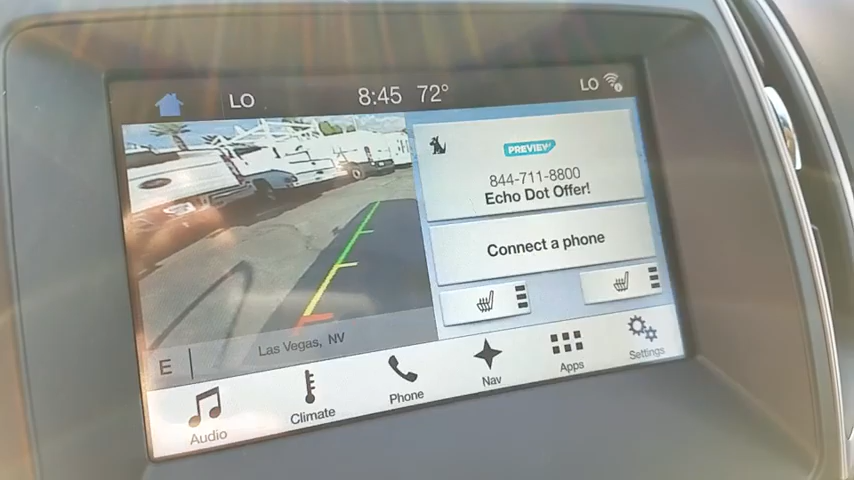 LO
8:45 72°
LO
PREVIEW
844-711-8800
Echo Dot Offer!
Connect a phone
E
Las Vegas, NV
Audio
Climate
Phone
Nav
Apps
Settings